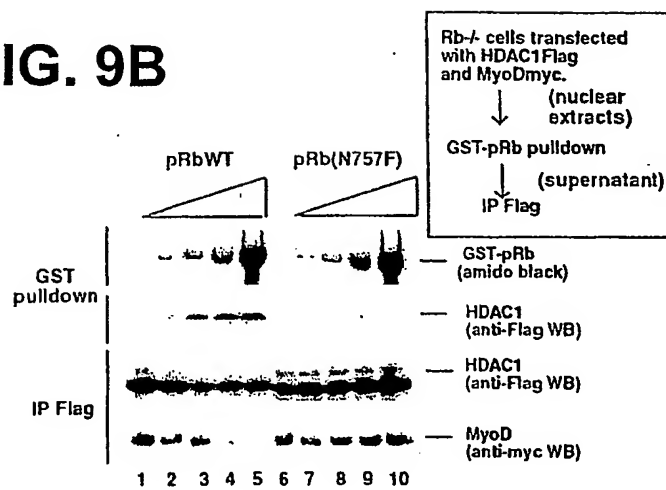 IG. 9B
Rb-/- cells transfected
with HDAC1Flag
and MyoDmyc.
(nuclear
extracts)
GST-pRb pulldown
(supernatant)
IP Flag
pRbWT
pRb(N757F)
GST
pulldown
GST-pRb
(amido black)
HDAC1
(anti-Flag WB)
IP Flag
HDAC1
(anti-Flag WB)
MyoD
(anti-myc WB)
1 2 3 4 5 6 7 8 9 10